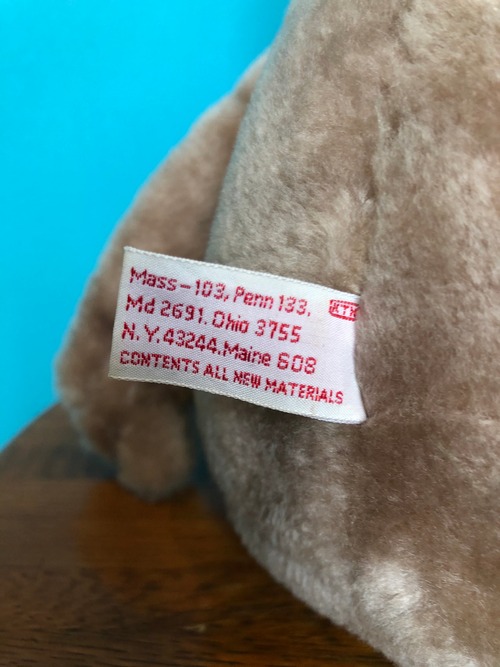 Mass-103, Penn 133.
Md 2691. Ohio 3755
N.Y. 43244. Maine 608
CONTENTS ALL NEW MATERIALS